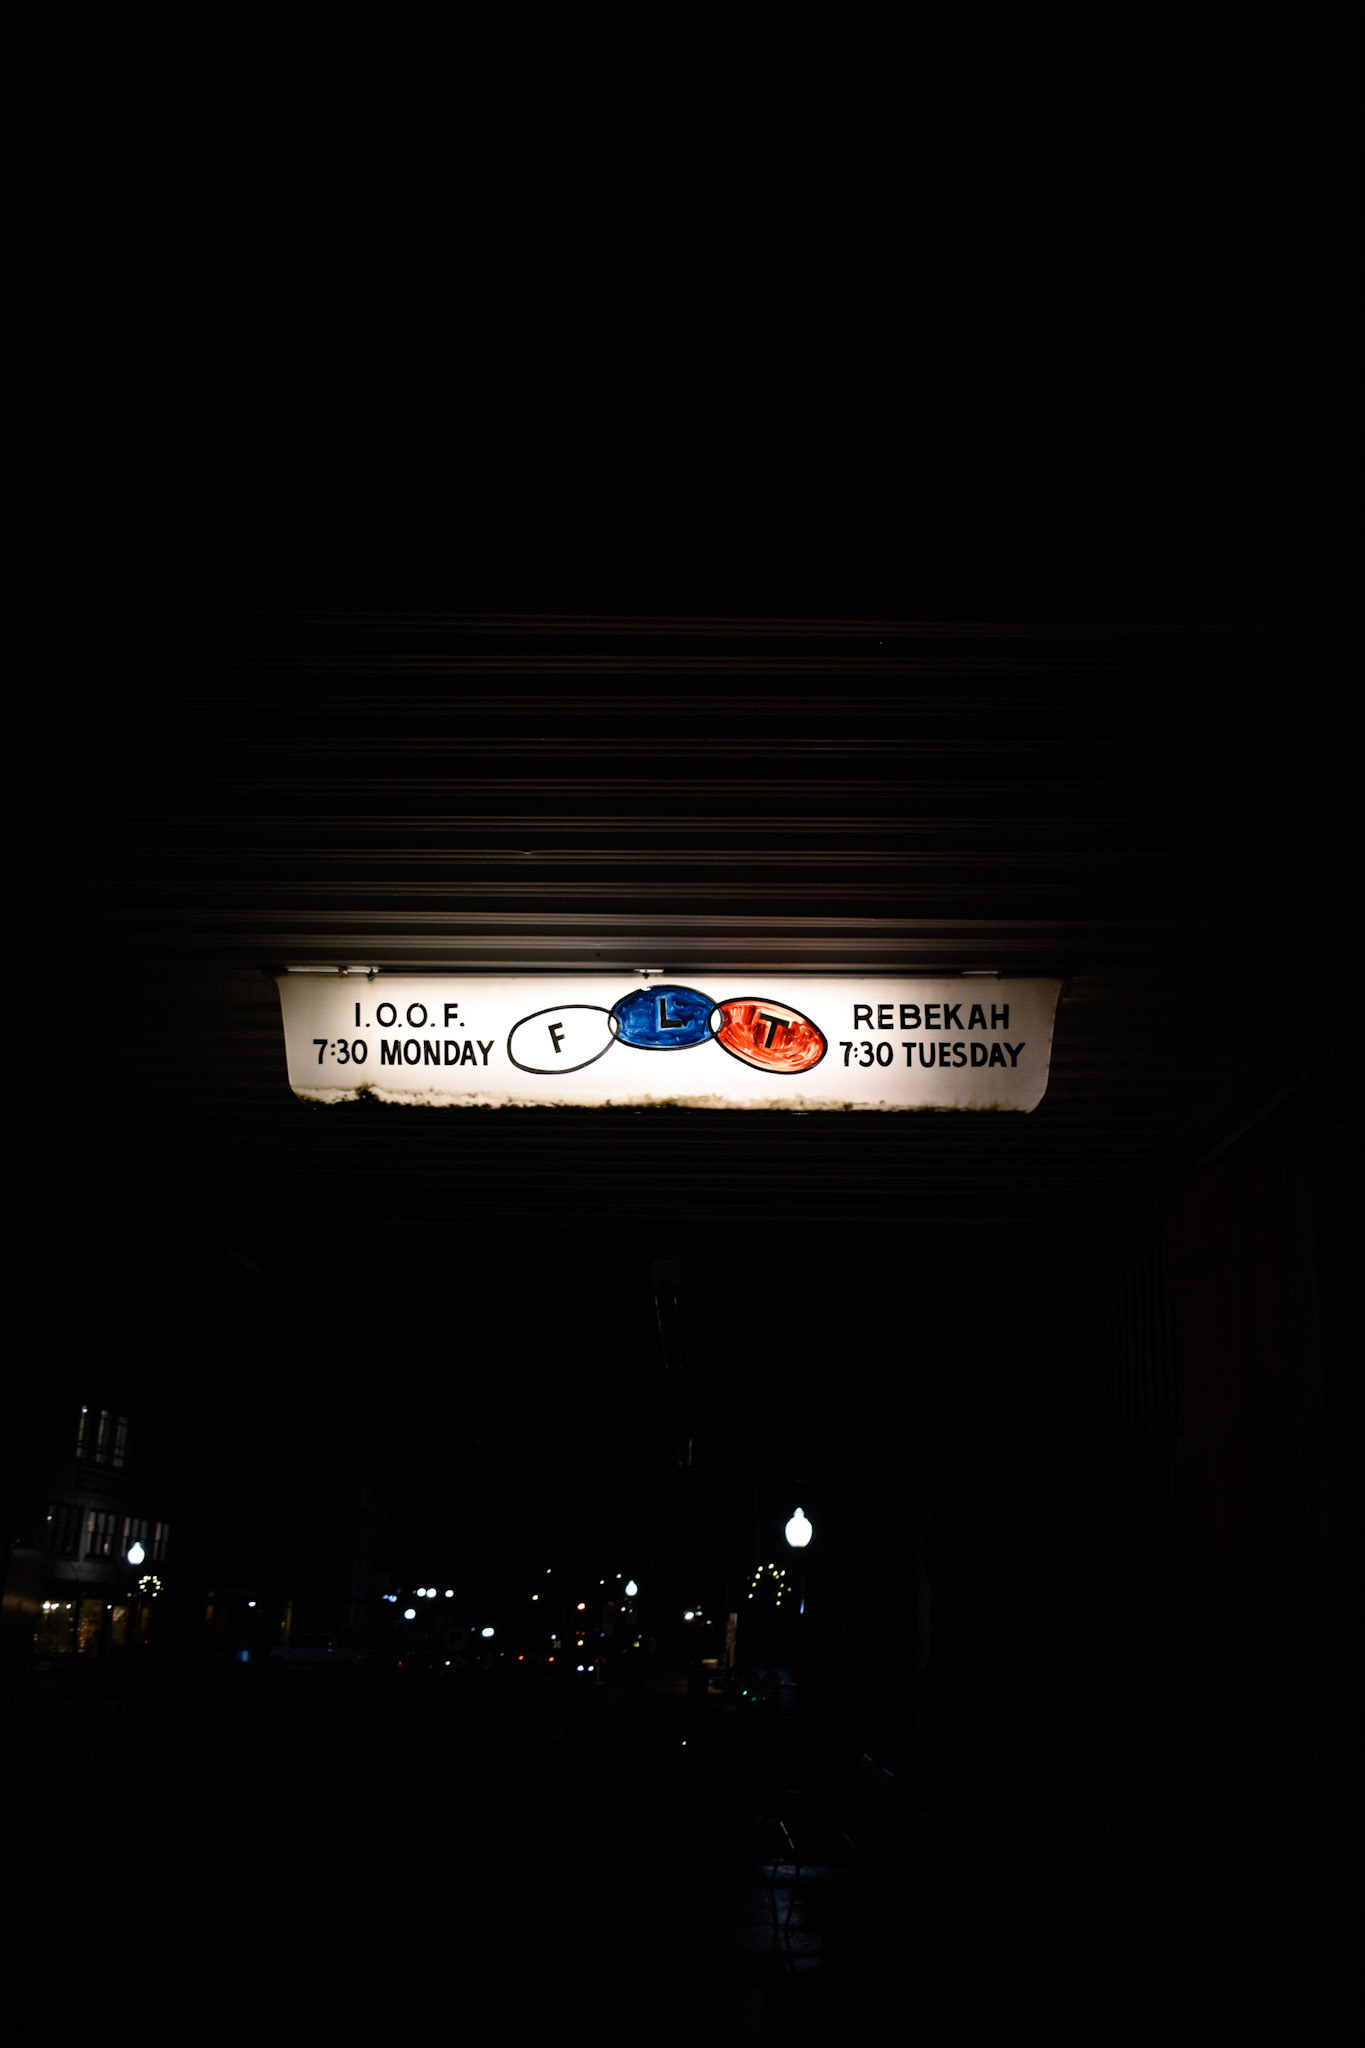 I.O.O.F.
7:30 MONDAY
F L T
REBEKAH
7:30 TUESDAY